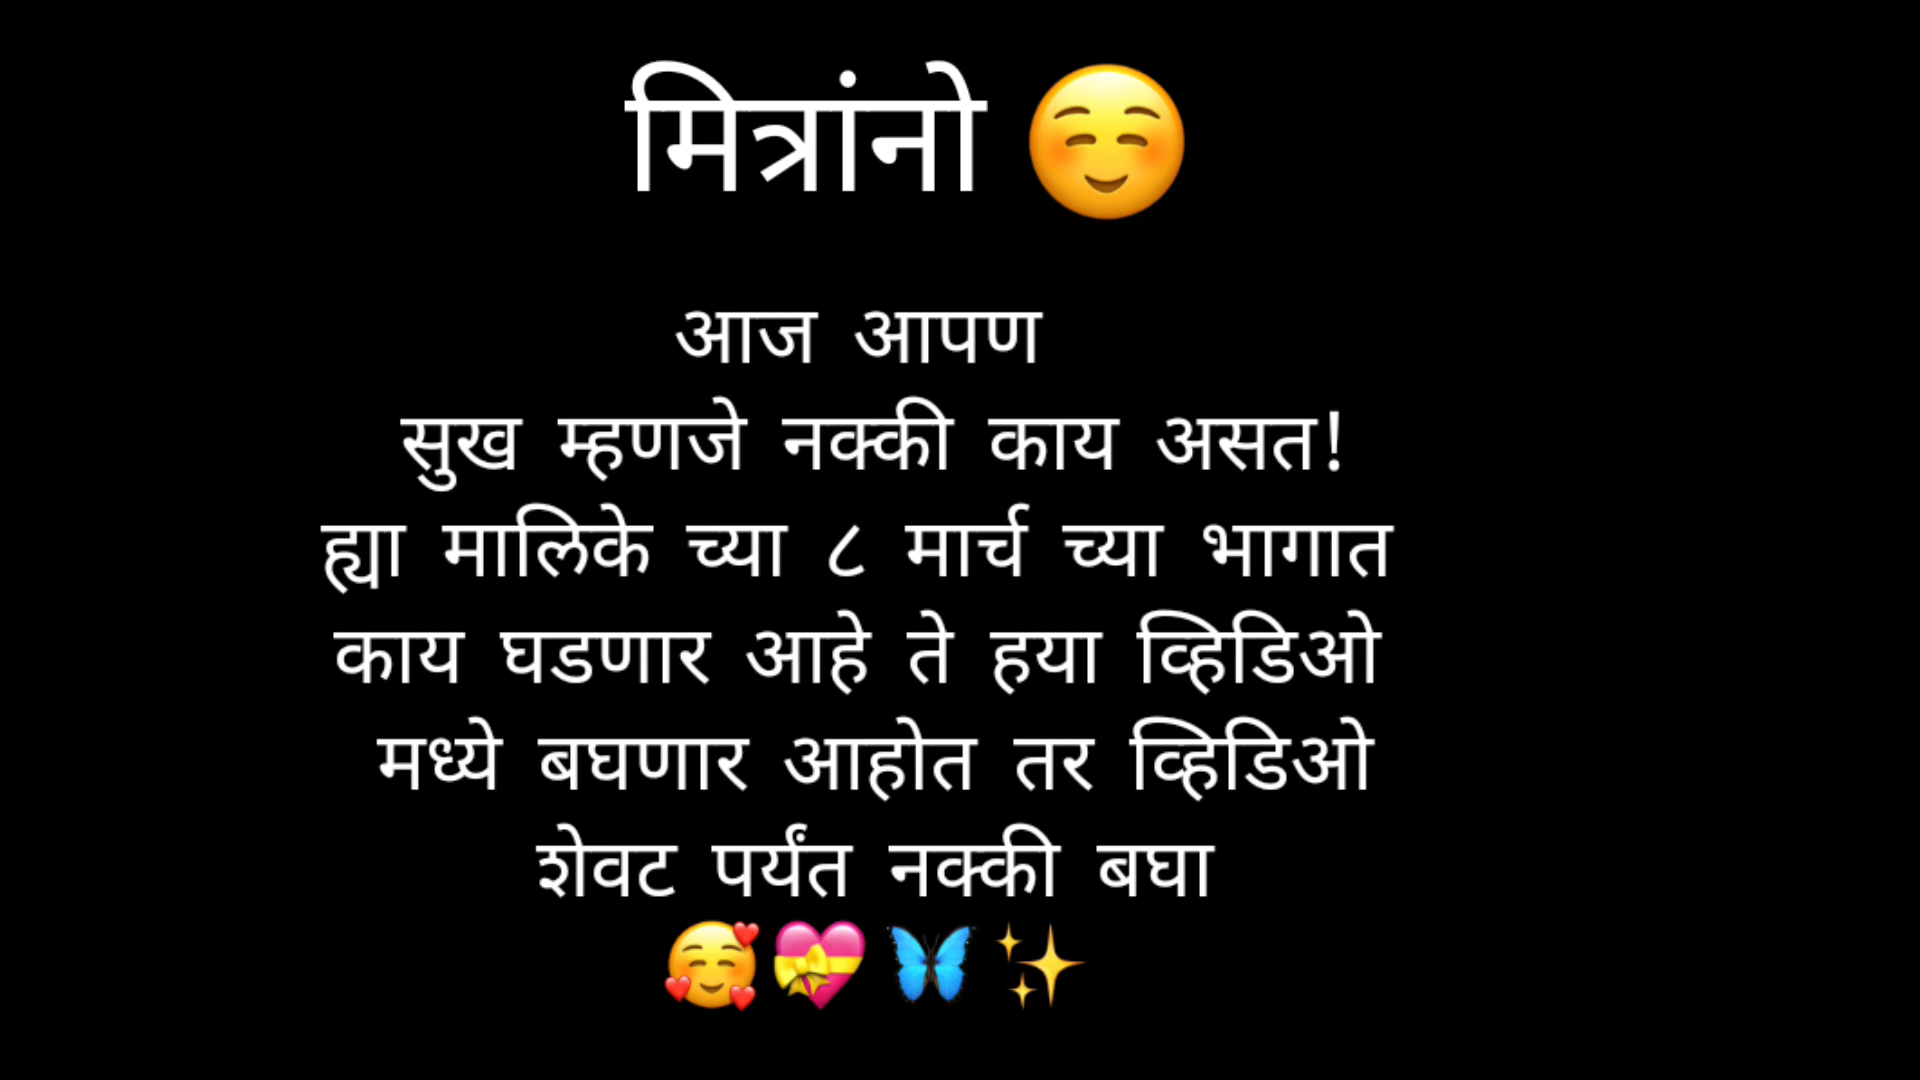 मित्रांनो ☺️
आज आपण
सुख म्हणजे नक्की काय असत!
ह्या मालिके च्या ८ मार्च च्या भागात
काय घडणार आहे ते हया व्हिडिओ
मध्ये बघणार आहोत तर व्हिडिओ
शेवट पर्यंत नक्की बघा
🥰💝🦋✨